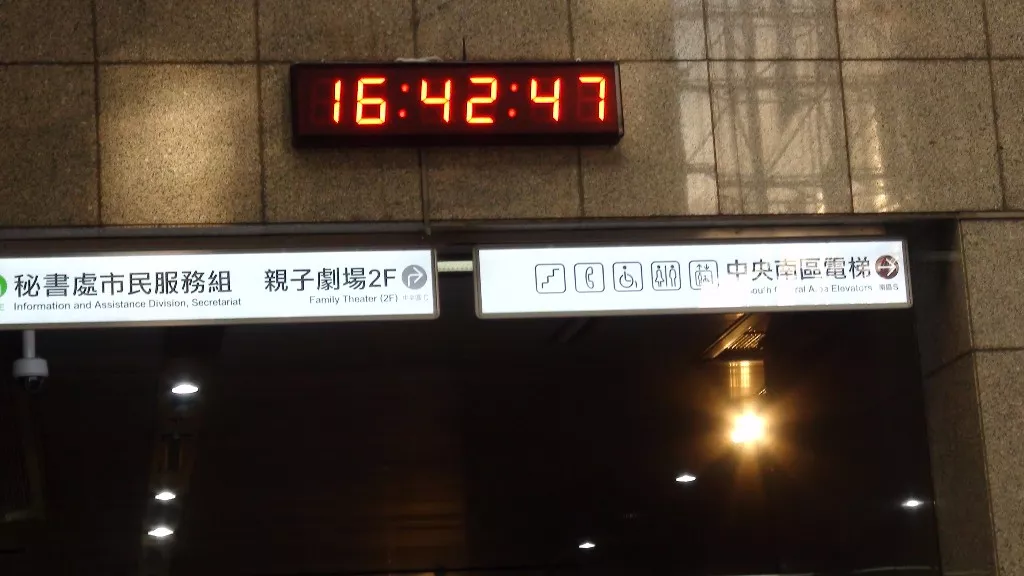 16:42:47
秘書處市民服務組
Information and Assistance Division, Secretariat
親子劇場2F
Family Theater (2F)
中央南區電梯
Elevators